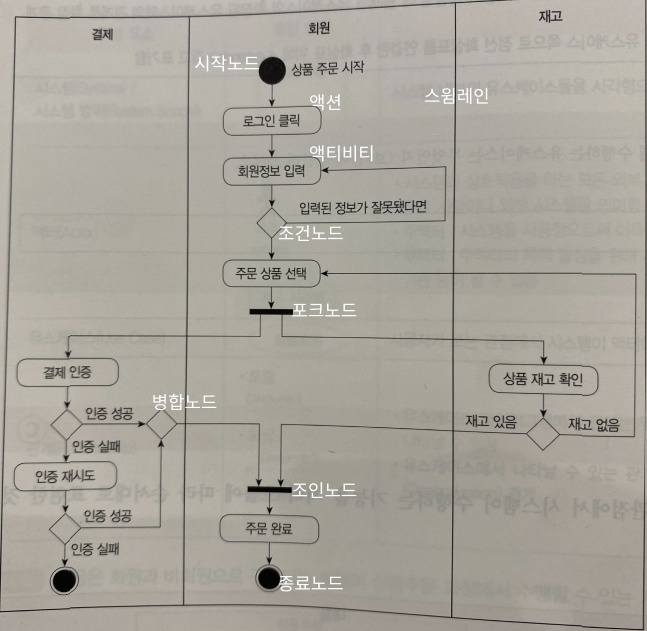 결제
회원
재고
시작노드
상품 주문 시작
액션
스윔레인
로그인 클릭
액티비티
회원정보 입력
입력된 정보가 잘못됐다면
조건노드
주문 상품 선택
포크노드
결제 인증
상품 재고 확인
병합노드
인증 성공
재고 있음
재고 없음
인증 실패
인증 재시도
조인노드
인증 성공
주문 완료
인증 실패
종료노드